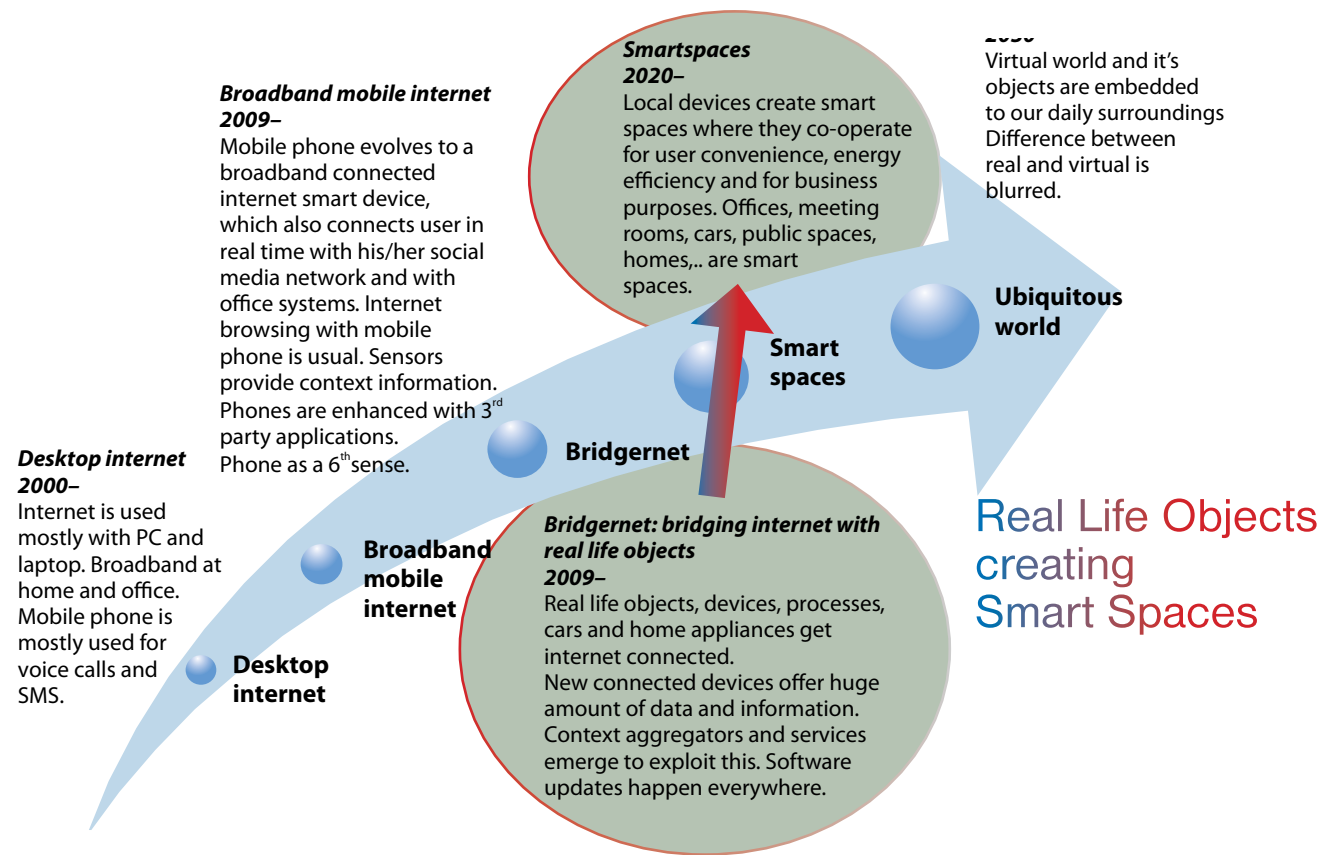 Desktop internet
2000–
Internet is used
mostly with PC and
laptop. Broadband at
home and office.
Mobile phone is
mostly used for
voice calls and
SMS.
Broadband mobile internet
2009–
Mobile phone evolves to a
broadband connected
internet smart device,
which also connects user in
real time with his/her social
media network and with
office systems. Internet
browsing with mobile
phone is usual. Sensors
provide context information.
Phones are enhanced with 3rd
party applications.
Phone as a 6th sense.
Smartspaces
2020–
Local devices create smart
spaces where they co-operate
for user convenience, energy
efficiency and for business
purposes. Offices, meeting
rooms, cars, public spaces,
homes,.. are smart
spaces.
Virtual world and it's
objects are embedded
to our daily surroundings
Difference between
real and virtual is
blurred.
Ubiquitous
world
Smart
spaces
Bridgernet
Broadband
mobile
internet
Desktop
internet
Bridgernet: bridging internet with
real life objects
2009–
Real life objects, devices, processes,
cars and home appliances get
internet connected.
New connected devices offer huge
amount of data and information.
Context aggregators and services
emerge to exploit this. Software
updates happen everywhere.
Real Life Objects
creating
Smart Spaces